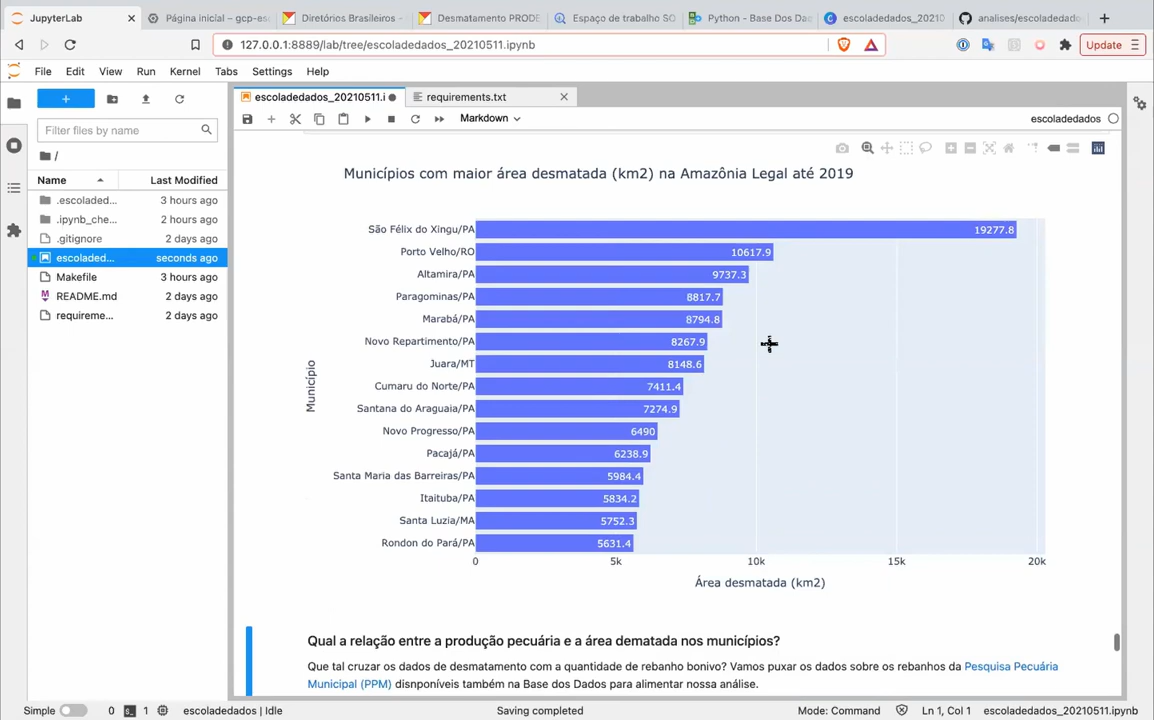 JupyterLab
Página inicial – gcp-es
Diretórios Brasileiros -
Desmatamento PRODE
Espaço de trabalho SQ
Python - Base Dos Da
escoladedados_20210
analises/escoladedado
127.0.0.1:8889/lab/tree/escoladedados_20210511.ipynb
Update
File Edit View Run Kernel Tabs Settings Help
escoladedados_20210511.i
requirements.txt
Markdown
escoladedados
Filter files by name
/
Name Last Modified
.escoladed... 3 hours ago
.ipynb_che... 2 hours ago
.gitignore 2 days ago
escoladed... seconds ago
Makefile 3 hours ago
README.md 2 days ago
requireme... 2 days ago
Municípios com maior área desmatada (km2) na Amazônia Legal até 2019
São Félix do Xingu/PA 19277.8
Porto Velho/RO 10617.9
Altamira/PA 9737.3
Paragominas/PA 8817.7
Marabá/PA 8794.8
Novo Repartimento/PA 8267.9
Juara/MT 8148.6
Cumaru do Norte/PA 7411.4
Santana do Araguaia/PA 7274.9
Novo Progresso/PA 6490
Pacajá/PA 6238.9
Santa Maria das Barreiras/PA 5984.4
Itaituba/PA 5834.2
Santa Luzia/MA 5752.3
Rondon do Pará/PA 5631.4
Município
0 5k 10k 15k 20k
Área desmatada (km2)
Qual a relação entre a produção pecuária e a área dematada nos municípios?
Que tal cruzar os dados de desmatamento com a quantidade de rebanho bonivo? Vamos puxar os dados sobre os rebanhos da Pesquisa Pecuária
Municipal (PPM) disnponíveis também na Base dos Dados para alimentar nossa análise.
Simple 0 1 escoladedados | Idle Saving completed Mode: Command Ln 1, Col 1 escoladedados_20210511.ipynb